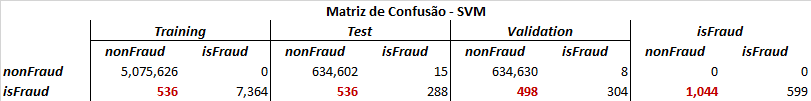 Matriz de Confusão - SVM
Training Test Validation isFraud
nonFraud isFraud nonFraud isFraud nonFraud isFraud nonFraud isFraud
nonFraud 5,075,626 0 634,602 15 634,630 8 0 0
isFraud 536 7,364 536 288 498 304 1,044 599